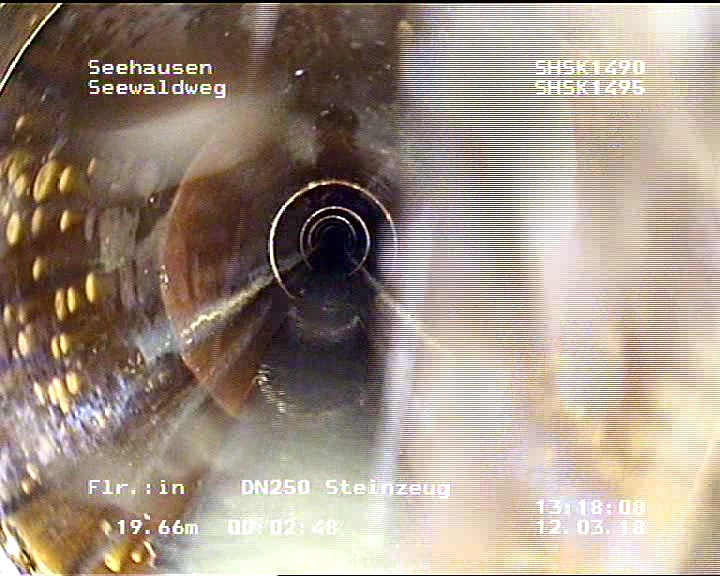 Seehausen SHSK1490
Seewaldweg SHSK1495
Flr.:in DN250 Steinzeug
13:18:08
19.66m 00:02:48 12.03.18